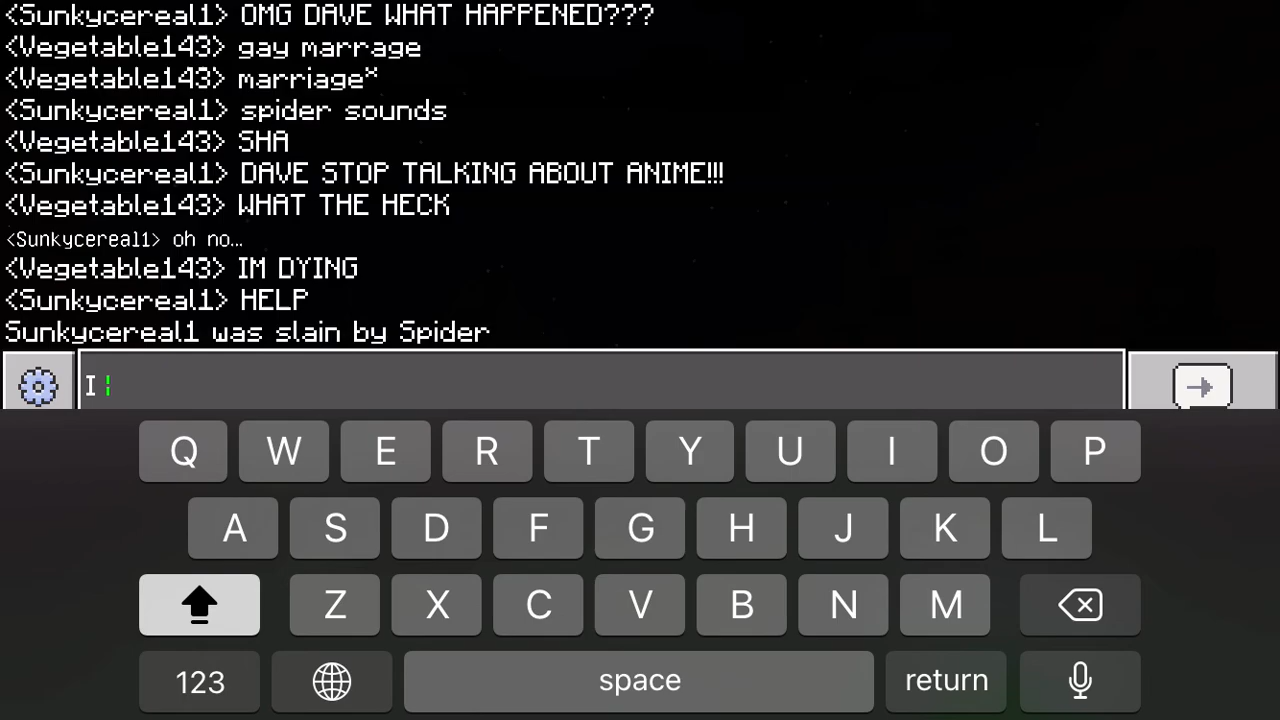 <Sunkycereal1> OMG DAVE WHAT HAPPENED???
<Vegetable143> gay marrage
<Vegetable143> marriage*
<Sunkycereal1> spider sounds
<Vegetable143> SHA
<Sunkycereal1> DAVE STOP TALKING ABOUT ANIME!!!
<Vegetable143> WHAT THE HECK
<Sunkycereal1> oh no...
<Vegetable143> IM DYING
<Sunkycereal1> HELP
Sunkycereal1 was slain by Spider
I
Q W E R T Y U I O P
A S D F G H J K L
Z X C V B N M
123 space return